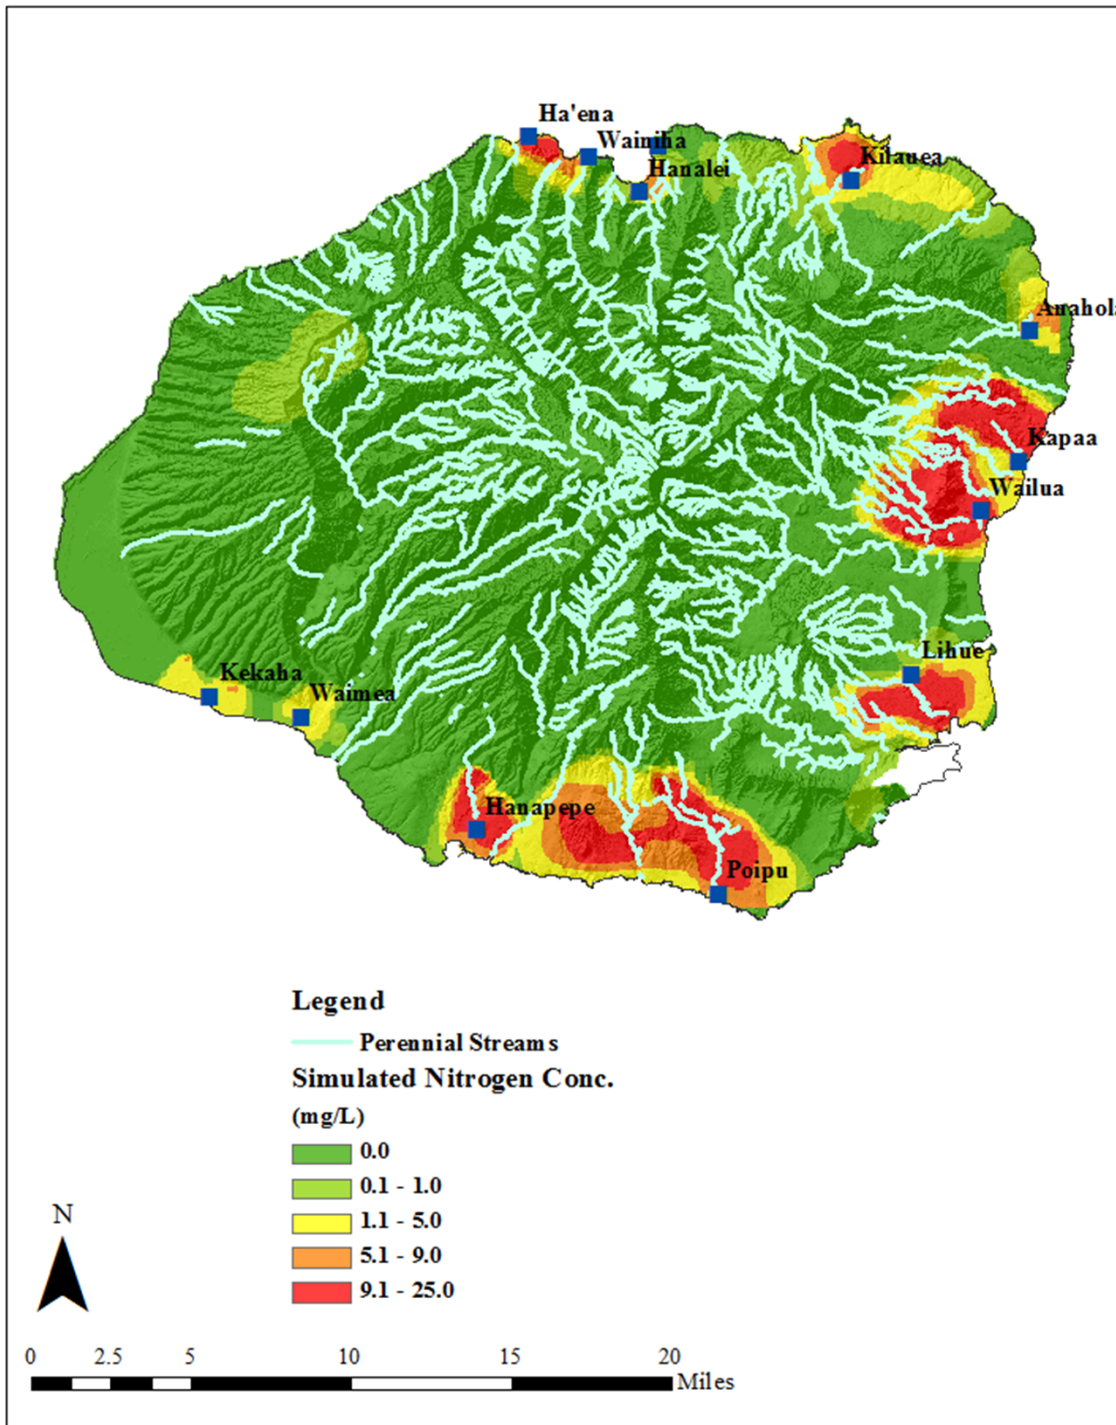 Ha'ena
Wainiha
Hanalei
Kilauea
Anahola
Kapaa
Wailua
Lihue
Kekaha
Waimea
Hanapepe
Poipu
Legend
Perennial Streams
Simulated Nitrogen Conc.
(mg/L)
0.0
0.1 - 1.0
1.1 - 5.0
5.1 - 9.0
9.1 - 25.0
N
0 2.5 5 10 15 20
Miles